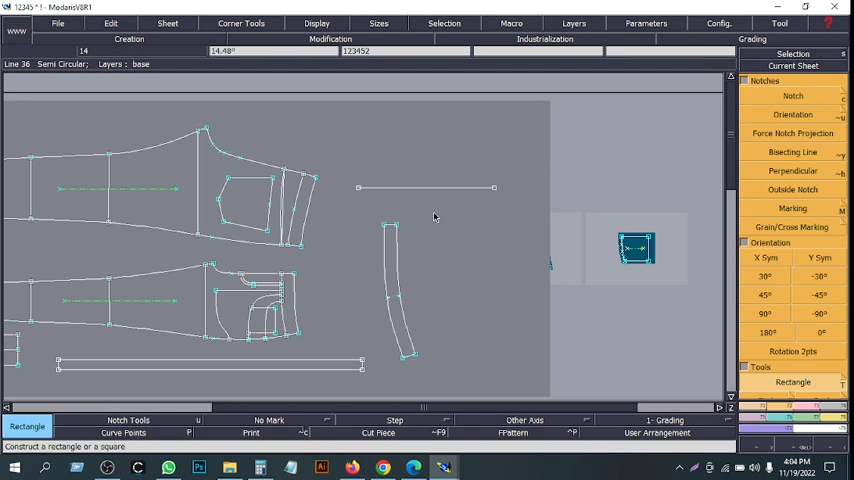 12345 * ! - ModarisV8R1
www File Edit Sheet Corner Tools Display Sizes Selection Macro Layers Parameters Config. Tool ?
Creation Modification Industrialization Grading
14 14.48° 123452
Line 36 Semi Circular; Layers : base
Selection s
Current Sheet
Notches
Notch c
Orientation ~u
Force Notch Projection
Bisecting Line ~y
Perpendicular ~h
Outside Notch
Marking M
Grain/Cross Marking
Orientation
X Sym Y Sym
30° -30°
45° -45°
90° -90°
180° 0°
Rotation 2pts
Tools
Rectangle T
Z
Rectangle
Notch Tools u No Mark Step Other Axis 1- Grading
Curve Points P Print ~c Cut Piece ~F9 FPattern ^P User Arrangement
Construct a rectangle or a square
4:04 PM
11/19/2022